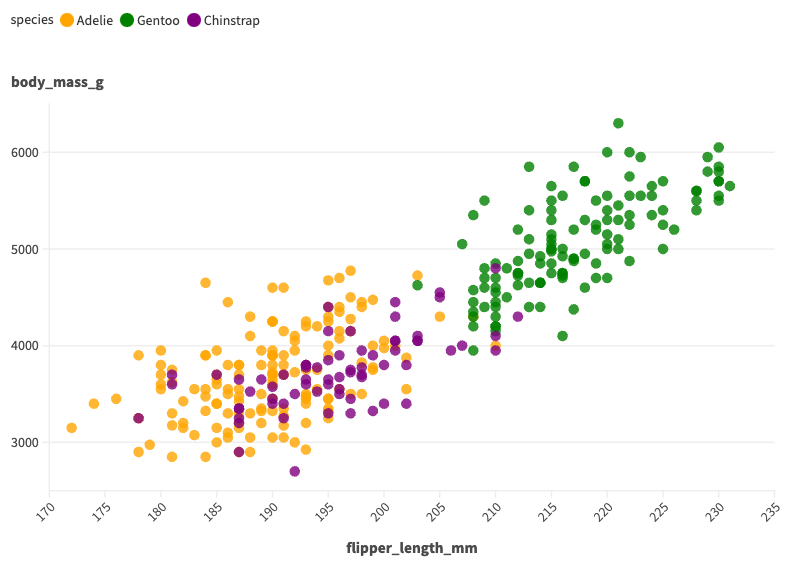 species Adelie Gentoo Chinstrap
body_mass_g
6000
5000
4000
3000
170 175 180 185 190 195 200 205 210 215 220 225 230 235
flipper_length_mm